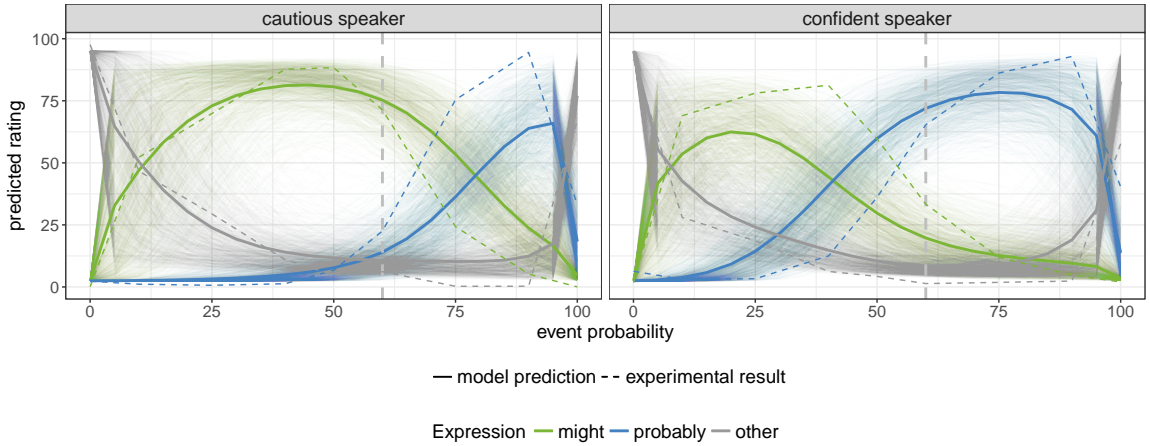 cautious speaker
confident speaker
predicted rating
100
75
50
25
0
0 25 50 75 100
0 25 50 75 100
event probability
model prediction experimental result
Expression might probably other